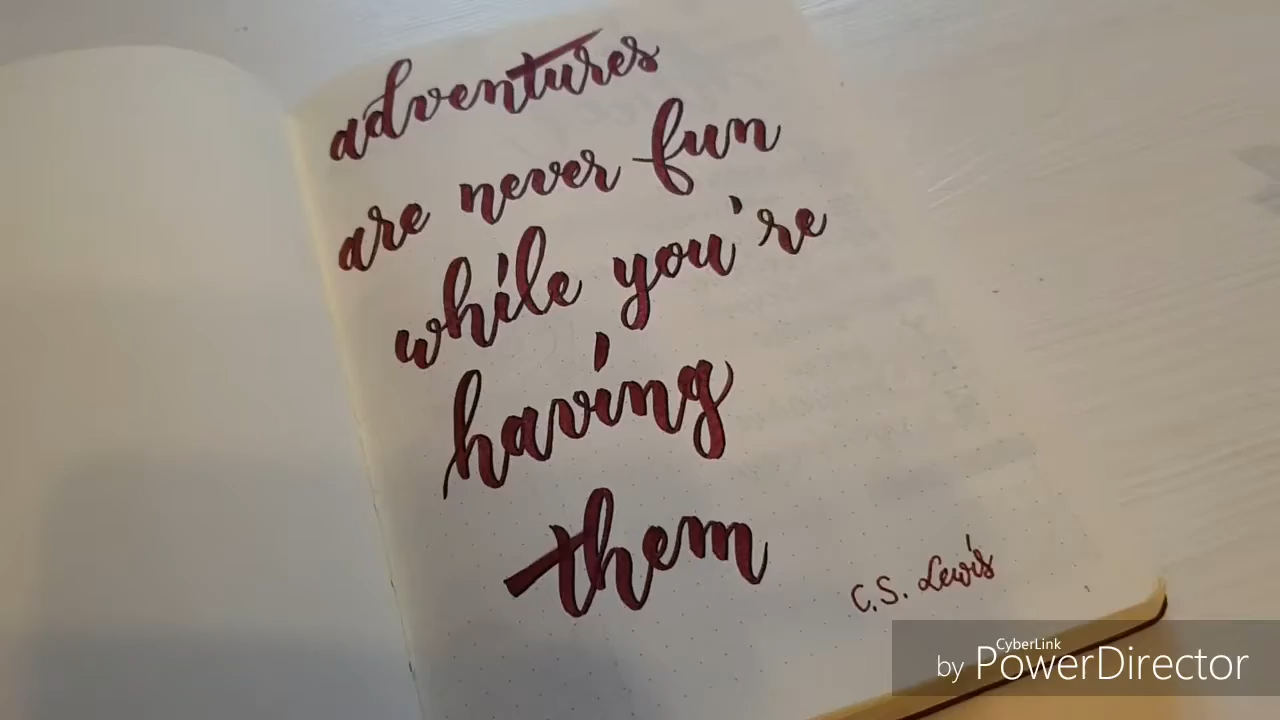 adventures
are never fun
while you're
having
them
C.S. Lewis
CyberLink
by PowerDirector